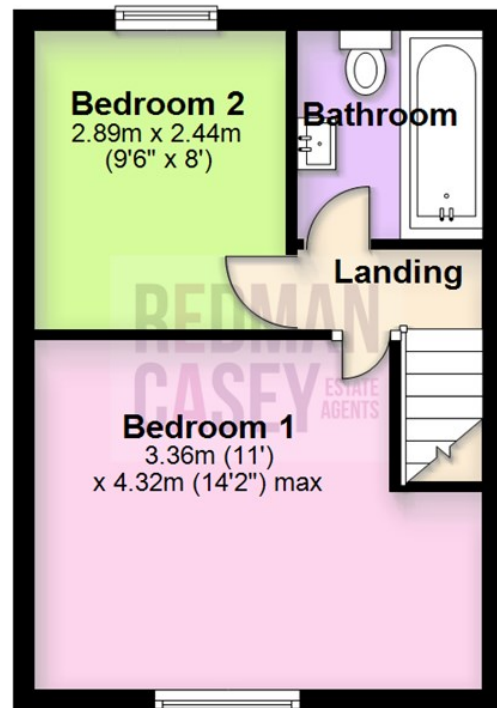 Bedroom 2
2.89m x 2.44m
(9'6" x 8')
Bathroom
Landing
REDMAN
CASEY ESTATE
AGENTS
Bedroom 1
3.36m (11')
x 4.32m (14'2") max